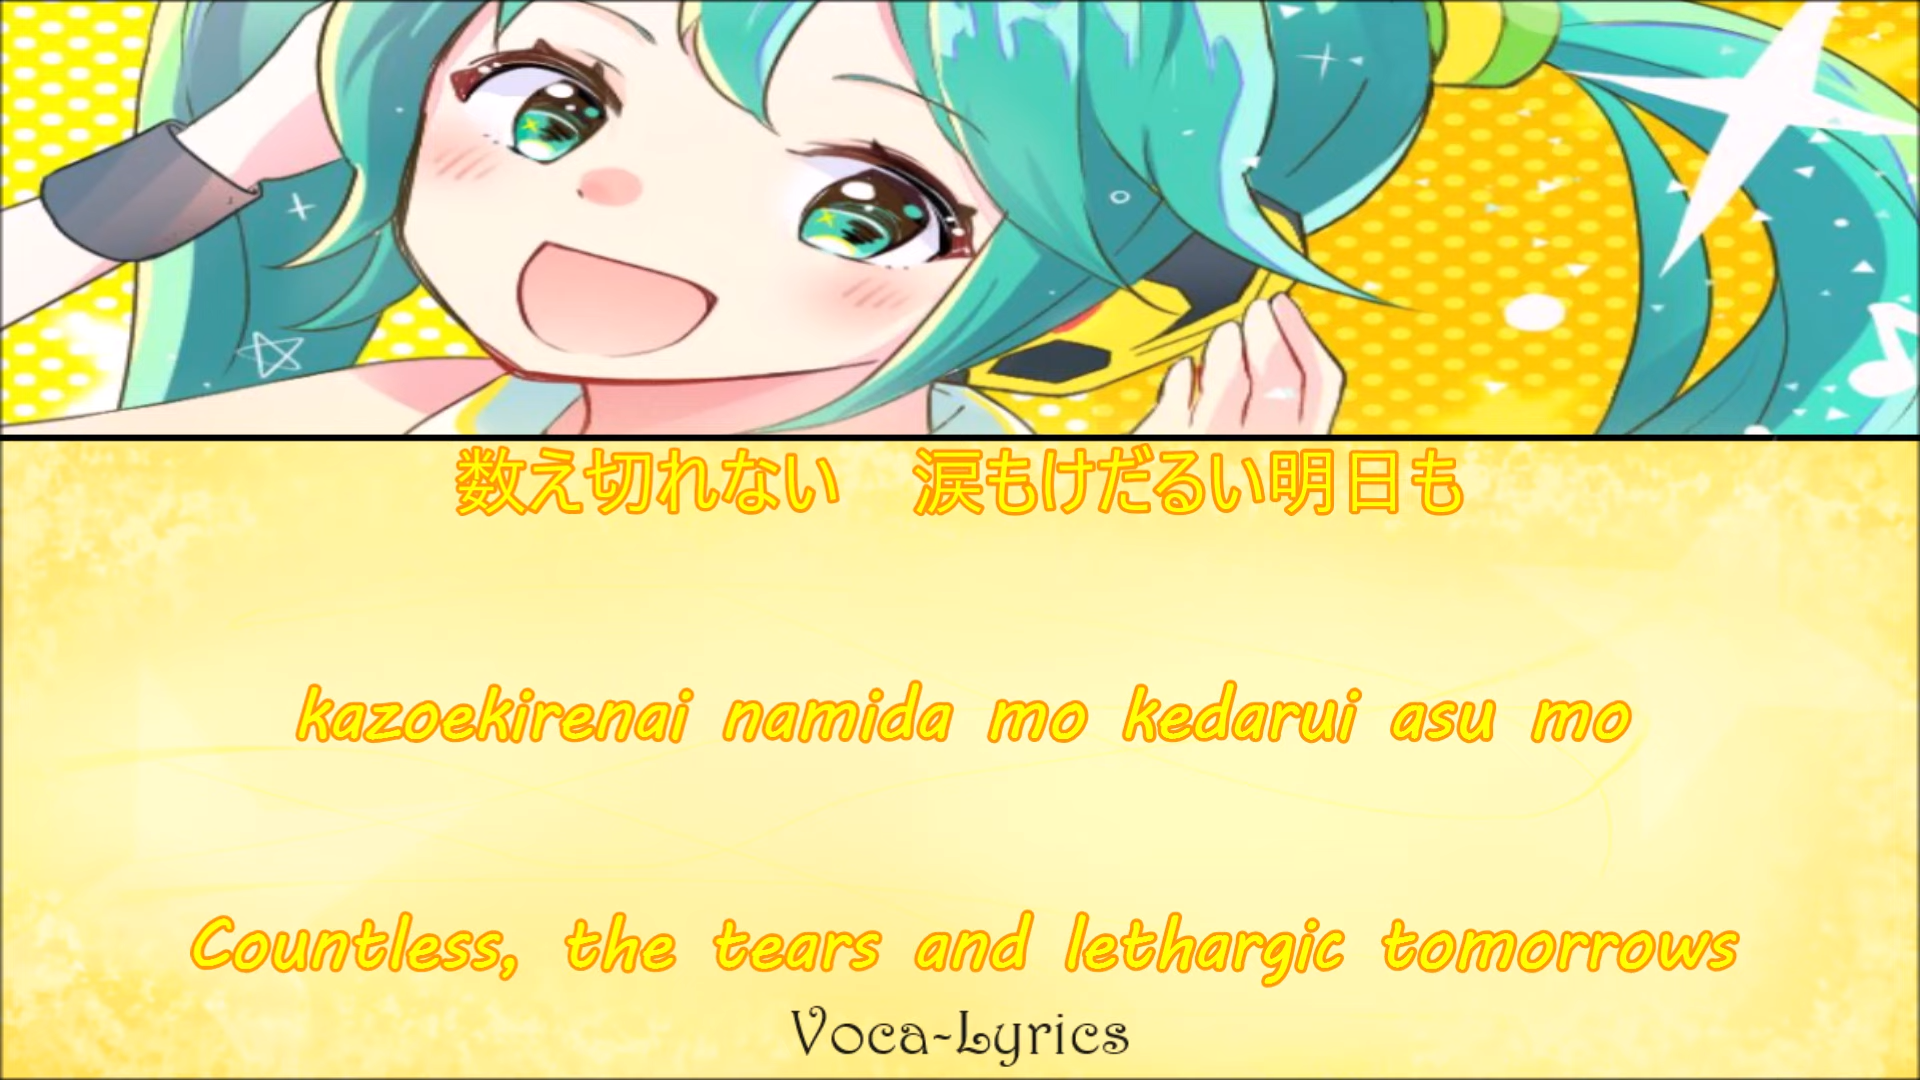 数え切れない　涙もけだるい明日も
kazoekirenai namida mo kedarui asu mo
Countless, the tears and lethargic tomorrows
Voca-Lyrics